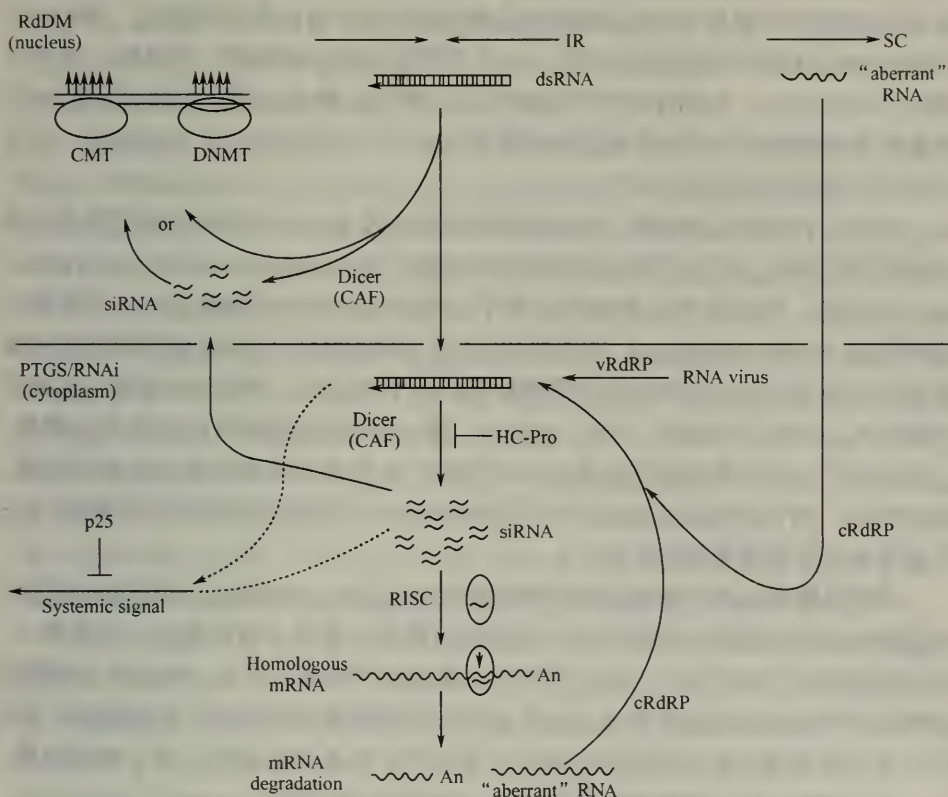 RdDM
(nucleus)
IR
SC
dsRNA
"aberrant"
RNA
CMT
DNMT
or
siRNA
Dicer
(CAF)
PTGS/RNAi
(cytoplasm)
vRdRP
RNA virus
Dicer
(CAF)
HC-Pro
siRNA
p25
cRdRP
Systemic signal
RISC
Homologous
mRNA
An
cRdRP
mRNA
degradation
An
"aberrant" RNA